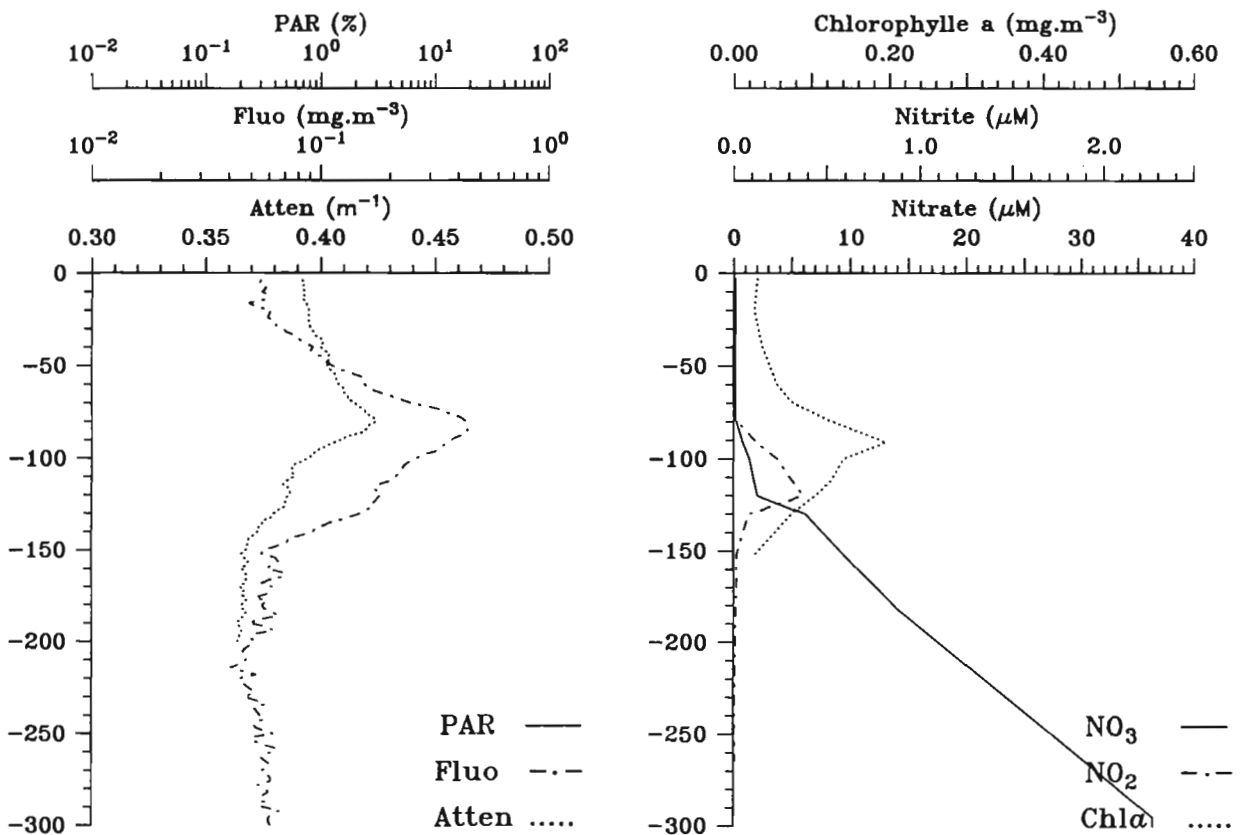 PAR (%)
10⁻² 10⁻¹ 10⁰ 10¹ 10²
Fluo (mg.m⁻³)
10⁻² 10⁻¹ 10⁰
Atten (m⁻¹)
0.30 0.35 0.40 0.45 0.50
0
-50
-100
-150
-200
-250
-300
PAR
Fluo
Atten
Chlorophylle a (mg.m⁻³)
0.00 0.20 0.40 0.60
Nitrite (μM)
0.0 1.0 2.0
Nitrate (μM)
0 10 20 30 40
0
-50
-100
-150
-200
-250
-300
NO₃
NO₂
Chla